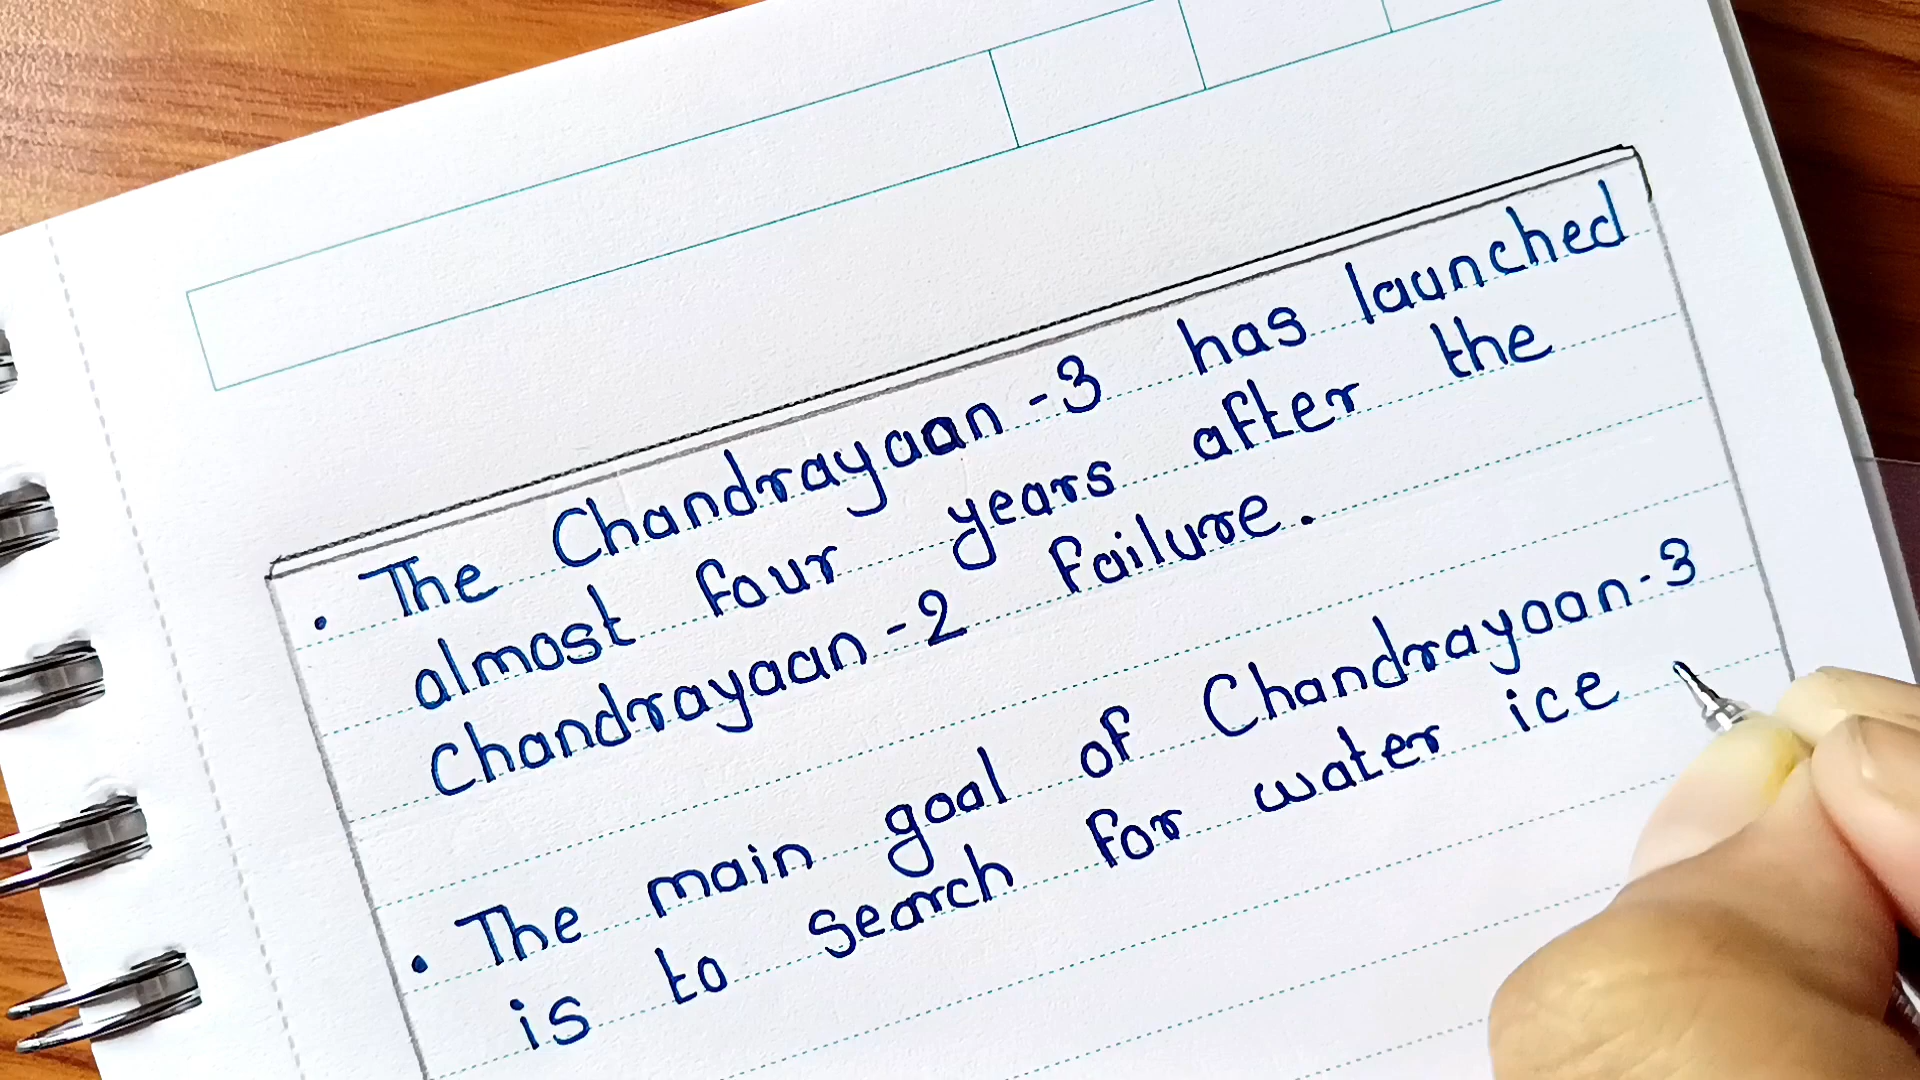 • The Chandrayaan-3 has launched
almost four years after the
Chandrayaan-2 failure.
• The main goal of Chandrayaan-3
is to search for water ice